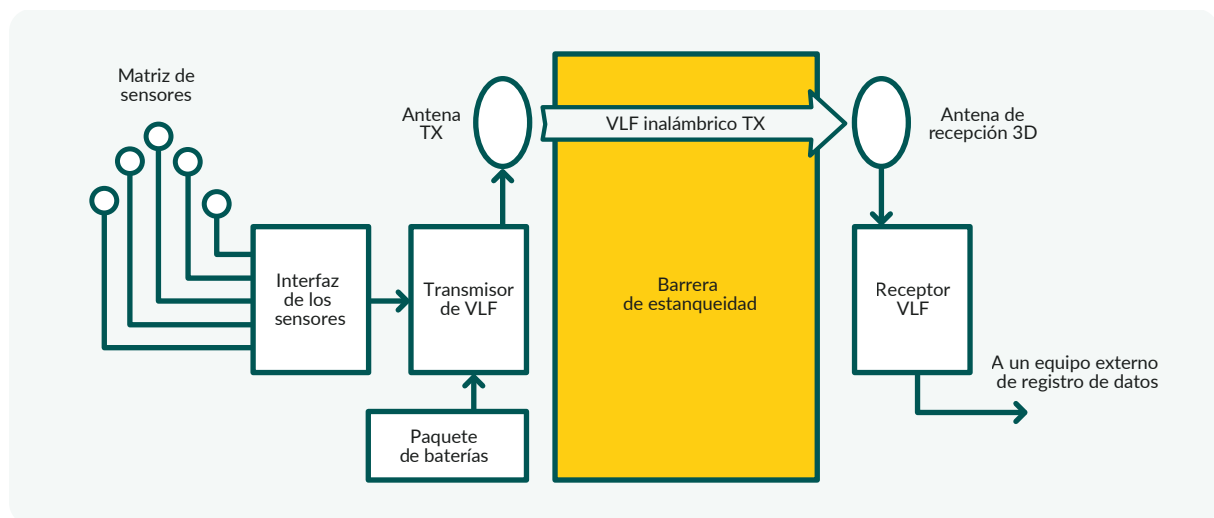 Matriz de
sensores
Antena
TX
VLF inalámbrico TX
Antena de
recepción 3D
Interfaz
de los
sensores
Transmisor
de VLF
Barrera
de estanqueidad
Receptor
VLF
A un equipo externo
de registro de datos
Paquete
de baterías